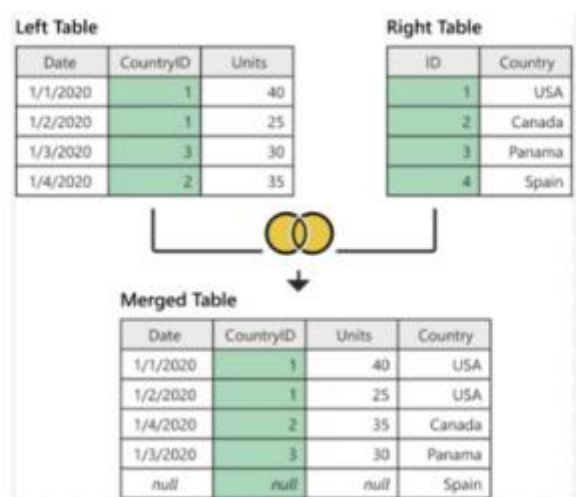 Left Table
Date CountryID Units
1/1/2020 1 40
1/2/2020 1 25
1/3/2020 3 30
1/4/2020 2 35
Right Table
ID Country
1 USA
2 Canada
3 Panama
4 Spain
Merged Table
Date CountryID Units Country
1/1/2020 1 40 USA
1/2/2020 1 25 USA
1/4/2020 2 35 Canada
1/3/2020 3 30 Panama
null null null Spain